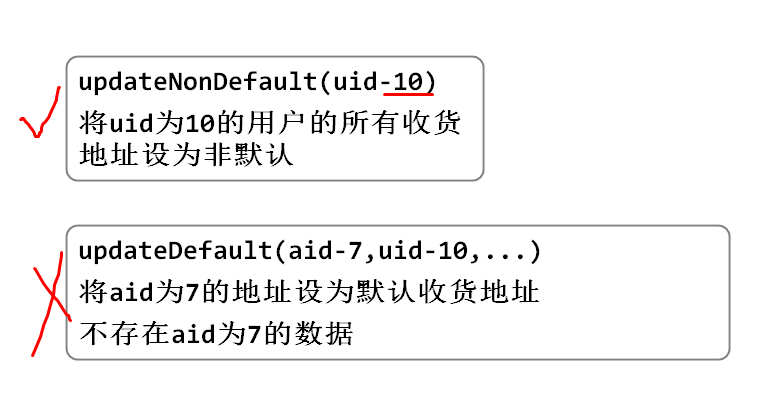 updateNonDefault(uid-10)
将uid为10的用户的所有收货
地址设为非默认
updateDefault(aid-7,uid-10,...)
将aid为7的地址设为默认收货地址
不存在aid为7的数据